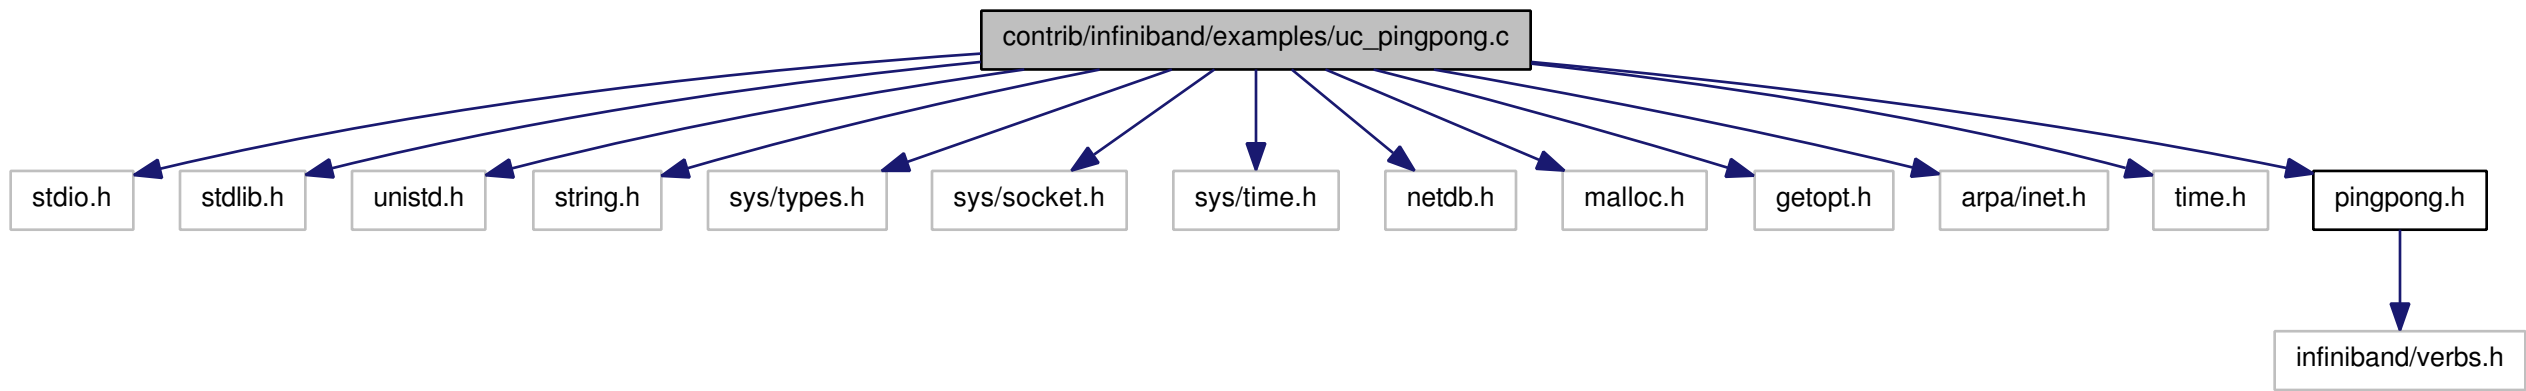 contrib/infiniband/examples/uc_pingpong.c
stdio.h
stdlib.h
unistd.h
string.h
sys/types.h
sys/socket.h
sys/time.h
netdb.h
malloc.h
getopt.h
arpa/inet.h
time.h
pingpong.h
infiniband/verbs.h